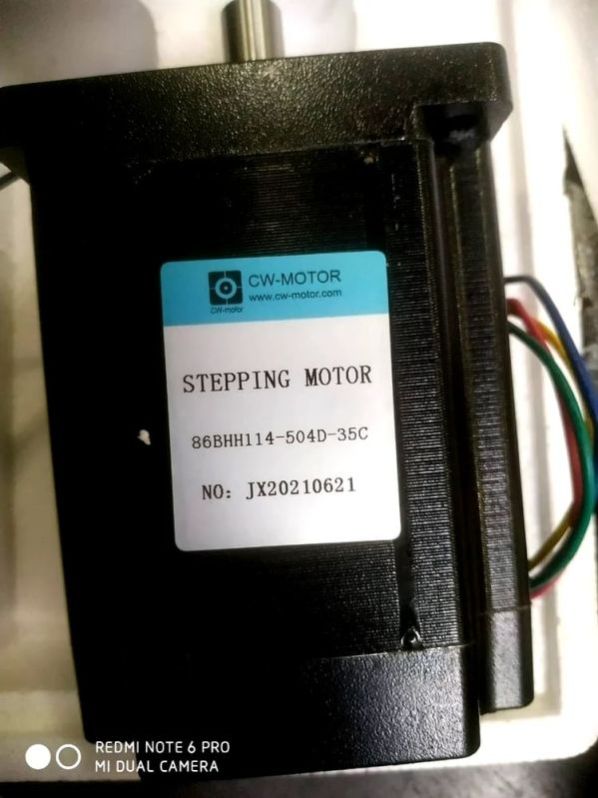 CW-MOTOR
www.cw-motor.com
CW-motor
STEPPING MOTOR
86BHH114-504D-35C
NO: JX20210621
REDMI NOTE 6 PRO
MI DUAL CAMERA